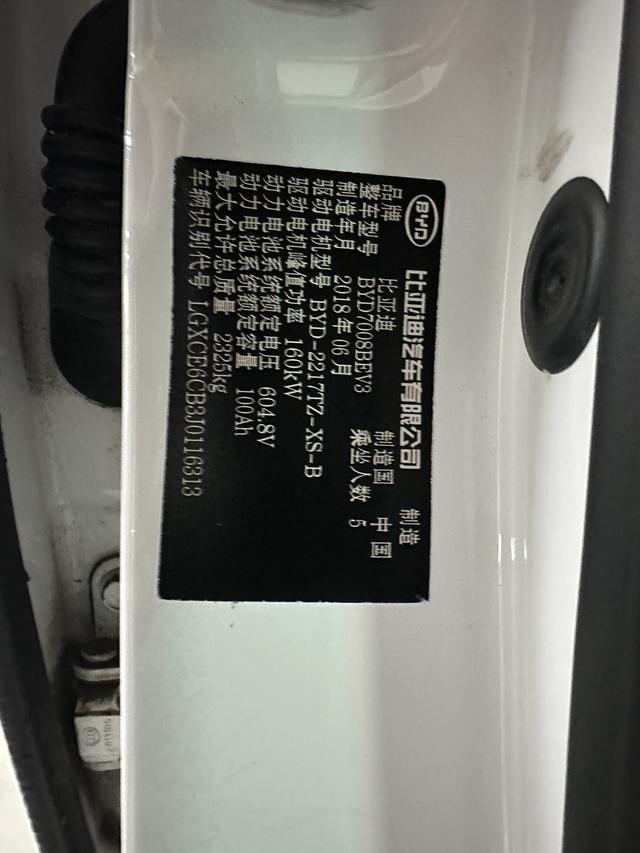 BYD 比亚迪汽车有限公司 制造
品牌 比亚迪 制造国 中国
整车型号 BYD7008BEV3 乘坐人数 5
制造年月 2018年06月
驱动电机型号 BYD-2217TZ-XS-B
驱动电机峰值功率 160kW
动力电池系统额定电压 604.8V
动力电池系统额定容量 100Ah
最大允许总质量 2325kg
车辆识别代号 LGXCE6CB3J0116313